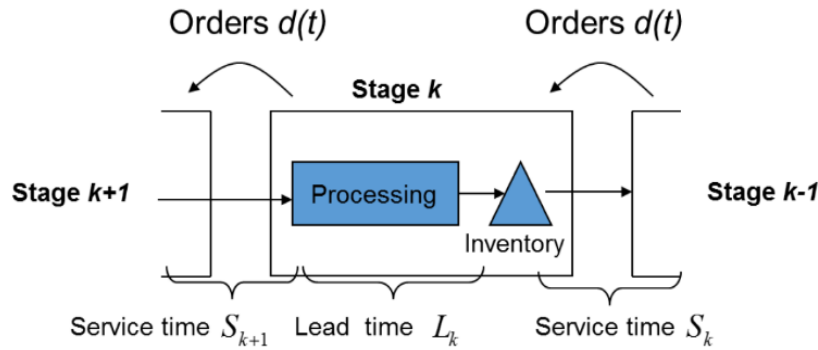 Orders d(t)
Orders d(t)
Stage k
Stage k+1
Processing
Stage k-1
Inventory
Service time S_{k+1}
Lead time L_k
Service time S_k